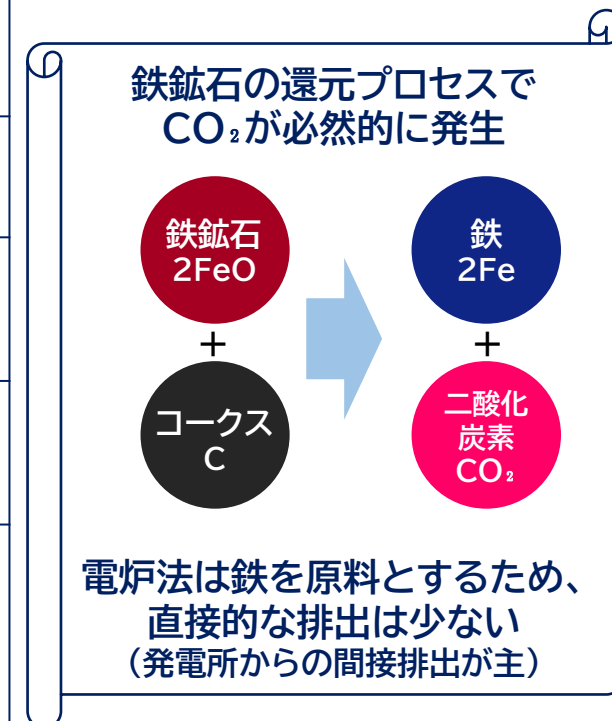 鉄鉱石の還元プロセスで
CO₂が必然的に発生
鉄鉱石
2FeO
+
コークス
C
鉄
2Fe
+
二酸化
炭素
CO₂
電炉法は鉄を原料とするため、
直接的な排出は少ない
（発電所からの間接排出が主）